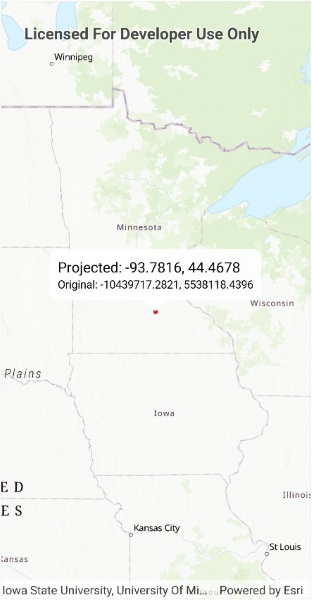 Licensed For Developer Use Only
Winnipeg
Minnesota
Projected: -93.7816, 44.4678
Original: -10439717.2821, 5538118.4396
Wisconsin
Plains
Iowa
ED
ES
Illinois
Kansas City
St Louis
Kansas
Iowa State University, University Of Mi... Powered by Esri